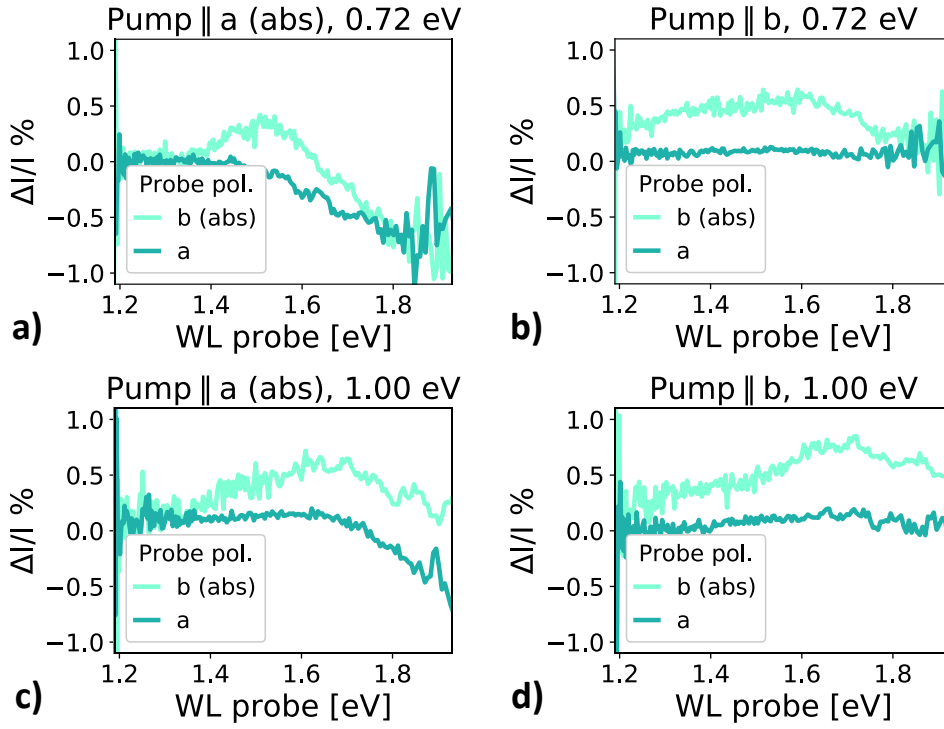 Pump ∥ a (abs), 0.72 eV
1.0
0.5
0.0
−0.5
−1.0
ΔI/I %
Probe pol.
b (abs)
a
1.2 1.4 1.6 1.8
WL probe [eV]
a)
Pump ∥ b, 0.72 eV
1.0
0.5
0.0
−0.5
−1.0
ΔI/I %
Probe pol.
b (abs)
a
1.2 1.4 1.6 1.8
WL probe [eV]
b)
Pump ∥ a (abs), 1.00 eV
1.0
0.5
0.0
−0.5
−1.0
ΔI/I %
Probe pol.
b (abs)
a
1.2 1.4 1.6 1.8
WL probe [eV]
c)
Pump ∥ b, 1.00 eV
1.0
0.5
0.0
−0.5
−1.0
ΔI/I %
Probe pol.
b (abs)
a
1.2 1.4 1.6 1.8
WL probe [eV]
d)